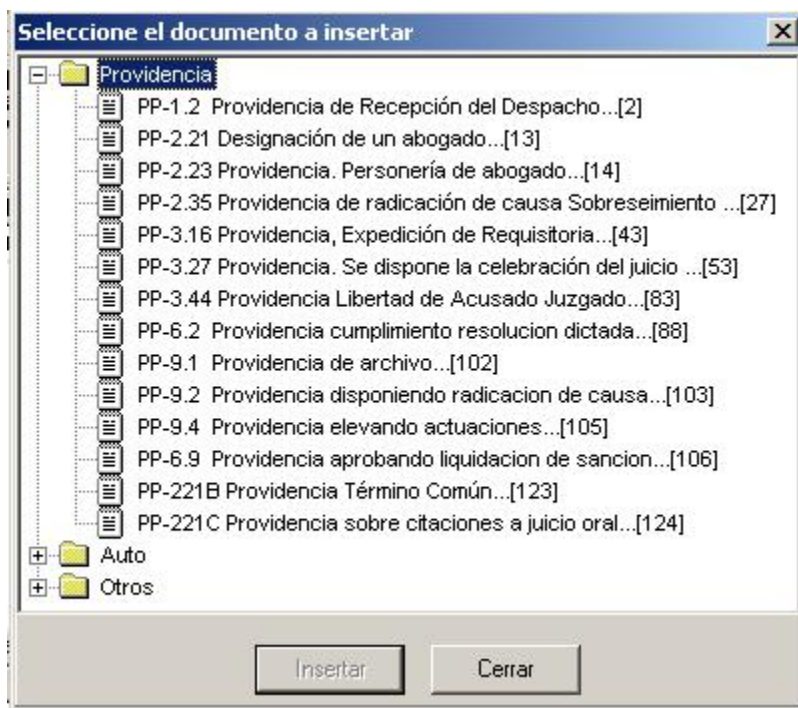 Seleccione el documento a insertar
Providencia
PP-1.2 Providencia de Recepción del Despacho...[2]
PP-2.21 Designación de un abogado...[13]
PP-2.23 Providencia. Personería de abogado...[14]
PP-2.35 Providencia de radicación de causa Sobreseimiento ...[27]
PP-3.16 Providencia, Expedición de Requisitoria...[43]
PP-3.27 Providencia. Se dispone la celebración del juicio ...[53]
PP-3.44 Providencia Libertad de Acusado Juzgado...[83]
PP-6.2 Providencia cumplimiento resolucion dictada...[88]
PP-9.1 Providencia de archivo...[102]
PP-9.2 Providencia disponiendo radicacion de causa...[103]
PP-9.4 Providencia elevando actuaciones...[105]
PP-6.9 Providencia aprobando liquidacion de sancion...[106]
PP-221B Providencia Término Común...[123]
PP-221C Providencia sobre citaciones a juicio oral...[124]
Auto
Otros
Insertar Cerrar